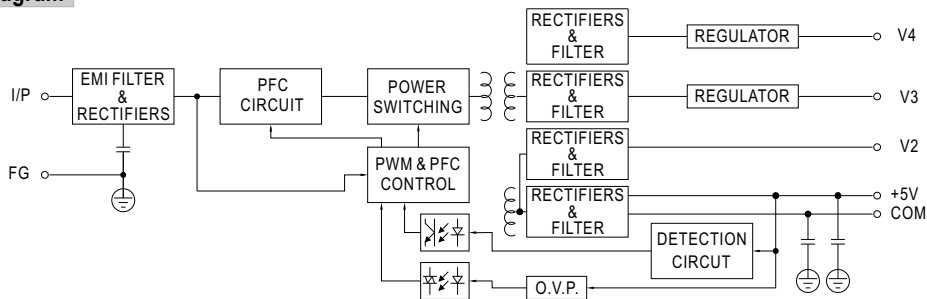 RECTIFIERS
&
FILTER
REGULATOR
V4
I/P
EMI FILTER
&
RECTIFIERS
PFC
CIRCUIT
POWER
SWITCHING
RECTIFIERS
&
FILTER
REGULATOR
V3
FG
PWM & PFC
CONTROL
RECTIFIERS
&
FILTER
V2
RECTIFIERS
&
FILTER
+5V
COM
DETECTION
CIRCUT
O.V.P.